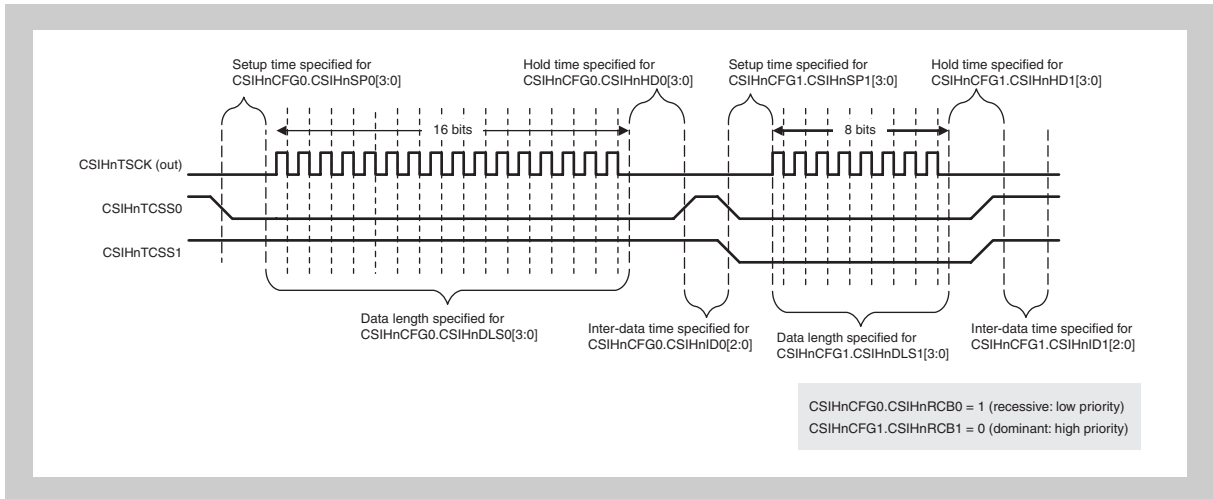 Setup time specified for
CSIHnCFG0.CSIHnSP0[3:0]
Hold time specified for
CSIHnCFG0.CSIHnHD0[3:0]
Setup time specified for
CSIHnCFG1.CSIHnSP1[3:0]
Hold time specified for
CSIHnCFG1.CSIHnHD1[3:0]
16 bits
8 bits
CSIHnTSCK (out)
CSIHnTCSS0
CSIHnTCSS1
Data length specified for
CSIHnCFG0.CSIHnDLS0[3:0]
Inter-data time specified for
CSIHnCFG0.CSIHnID0[2:0]
Data length specified for
CSIHnCFG1.CSIHnDLS1[3:0]
Inter-data time specified for
CSIHnCFG1.CSIHnID1[2:0]
CSIHnCFG0.CSIHnRCB0 = 1 (recessive: low priority)
CSIHnCFG1.CSIHnRCB1 = 0 (dominant: high priority)